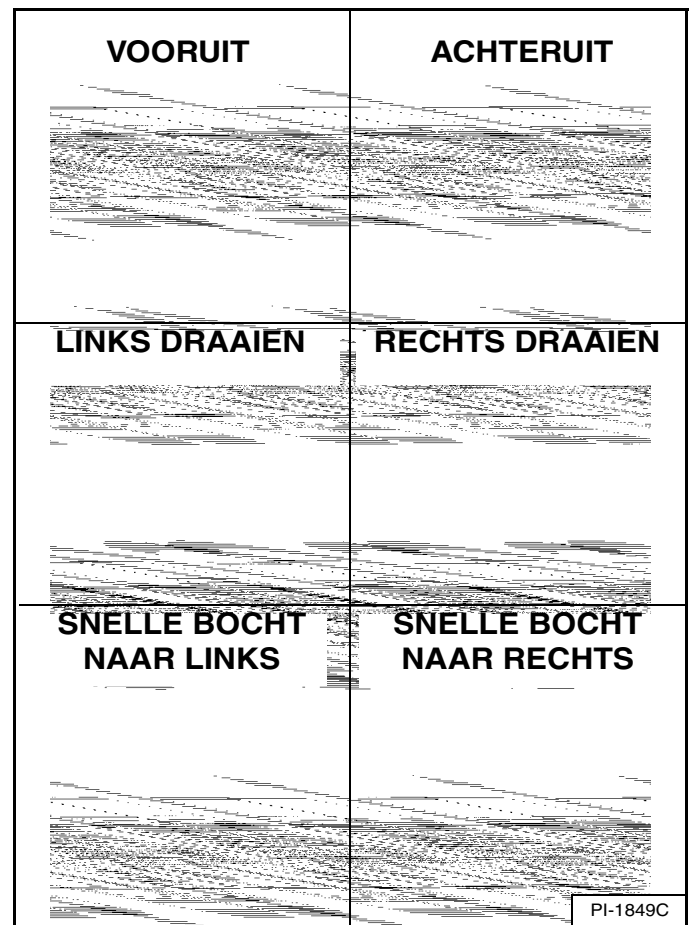 VOORUIT
ACHTERUIT
LINKS DRAAIEN
RECHTS DRAAIEN
SNELLE BOCHT
NAAR LINKS
SNELLE BOCHT
NAAR RECHTS
PI-1849C